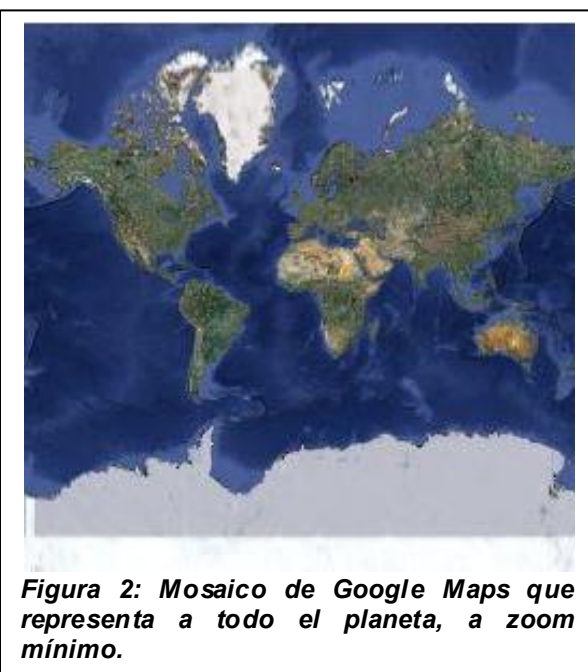 Figura 2: Mosaico de Google Maps que
representa a todo el planeta, a zoom
mínimo.